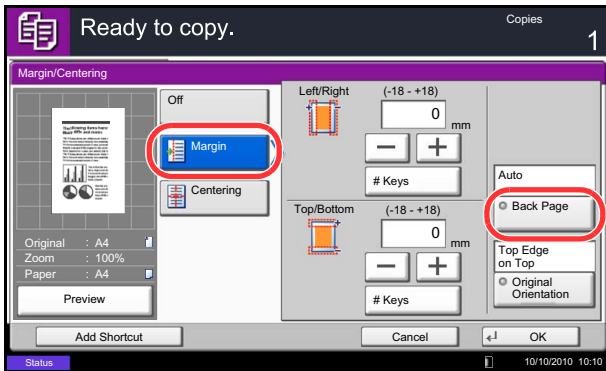 Ready to copy.
Copies
1
Margin/Centering
Off
Margin
Centering
Left/Right
(-18 - +18)
0
mm
# Keys
Top/Bottom
(-18 - +18)
0
mm
# Keys
Auto
Back Page
Top Edge
on Top
Original
Orientation
Original : A4
Zoom : 100%
Paper : A4
Preview
Add Shortcut
Cancel
OK
Status
10/10/2010 10:10